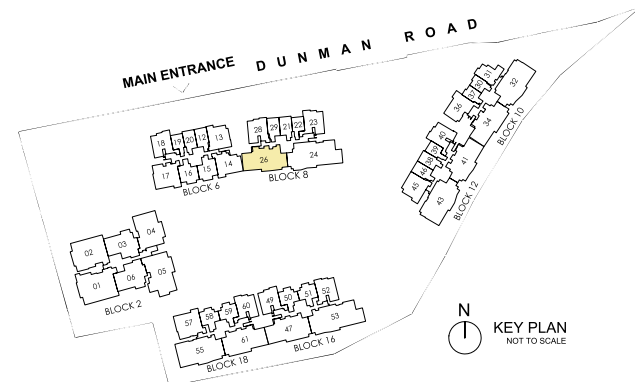 DUNMAN ROAD
MAIN ENTRANCE
18 19 20 12 13
28 29 21 22 23
17 16 15 14 26 24
BLOCK 6
BLOCK 8
31
30
32
37
36
34
BLOCK 10
40
39
38
41
46
45
43
BLOCK 12
04
03
02
05
06
01
BLOCK 2
57 58 59 60 49 50 51 52
55 61 47 53
BLOCK 18
BLOCK 16
N
KEY PLAN
NOT TO SCALE